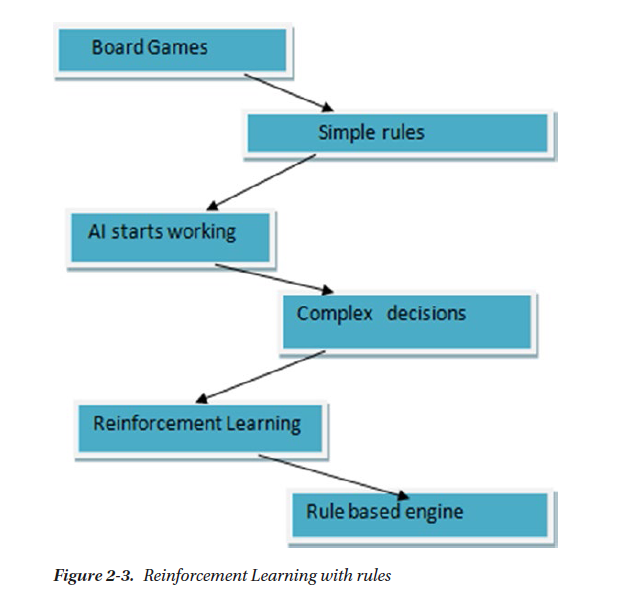 Board Games
Simple rules
AI starts working
Complex decisions
Reinforcement Learning
Rule based engine
Figure 2-3. Reinforcement Learning with rules